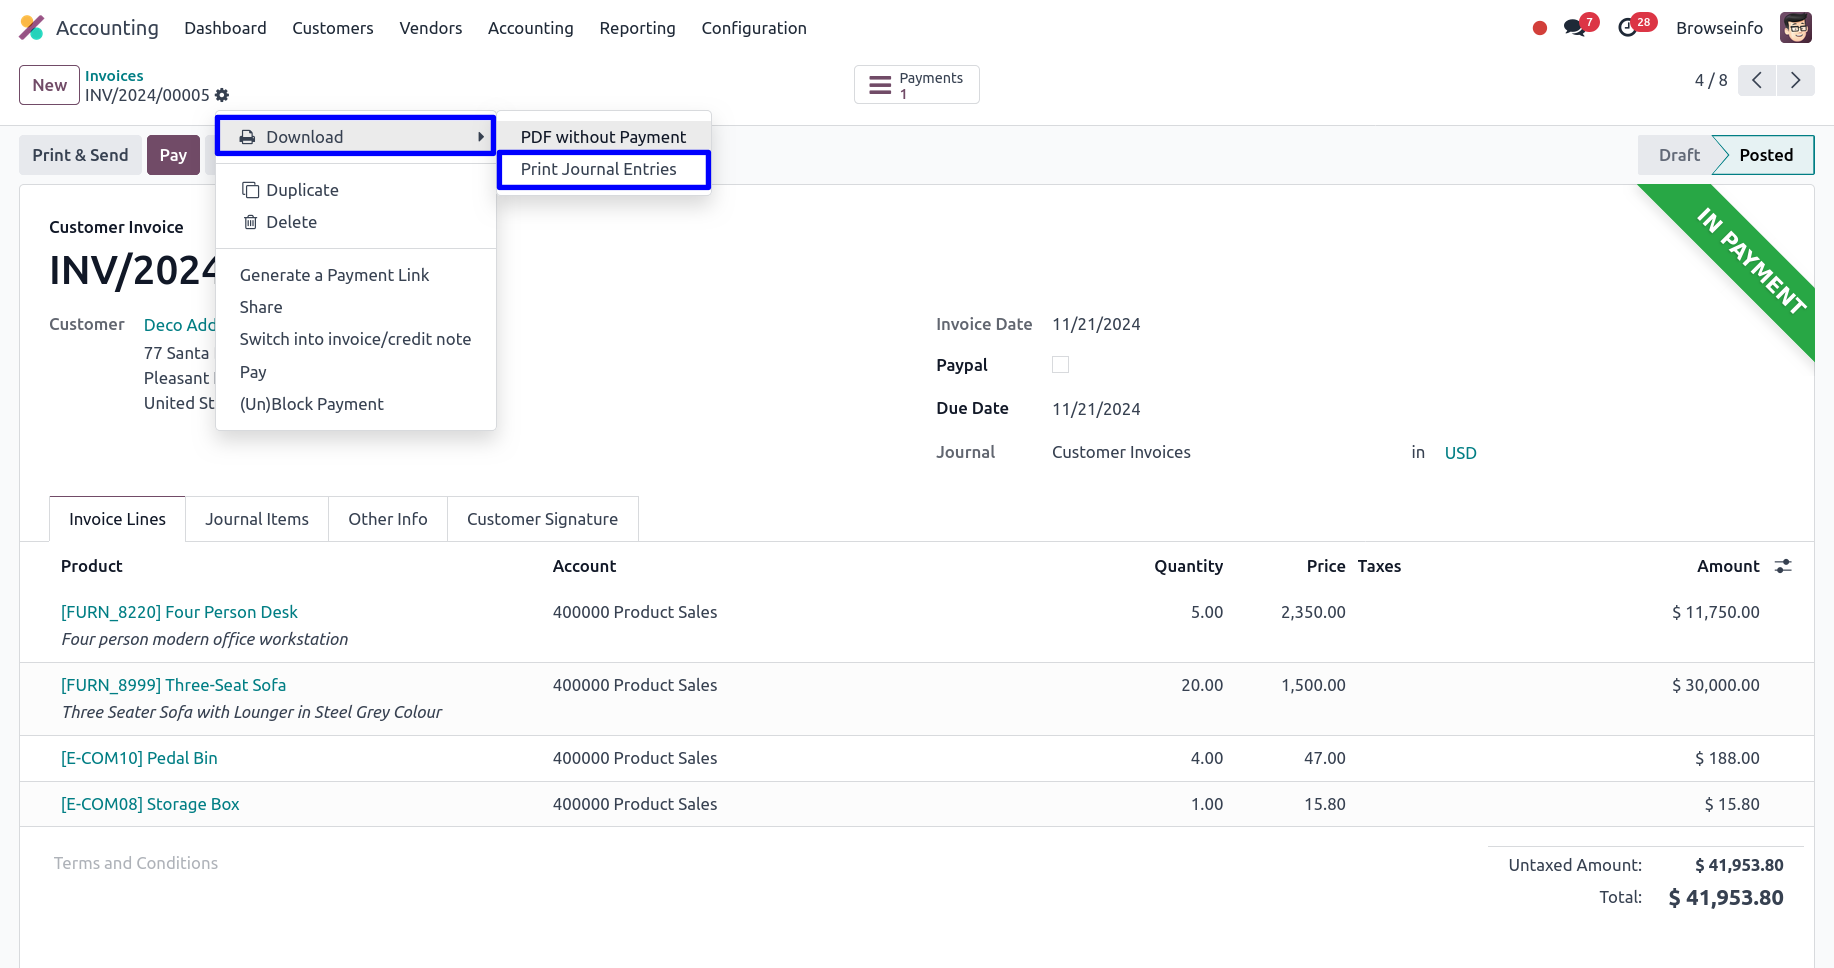 Accounting Dashboard Customers Vendors Accounting Reporting Configuration 7 28 Browseinfo
New Invoices Payments 4 / 8
INV/2024/00005 1
Download PDF without Payment
Print & Send Pay Draft Posted
Print Journal Entries
Duplicate
Delete
IN PAYMENT
Customer Invoice
INV/2024
Generate a Payment Link
Share
Customer Deco Add Invoice Date 11/21/2024
Switch into invoice/credit note
77 Santa
Pay Paypal
Pleasant
United St
(Un)Block Payment Due Date 11/21/2024
Journal Customer Invoices in USD
Invoice Lines Journal Items Other Info Customer Signature
Product Account Quantity Price Taxes Amount
[FURN_8220] Four Person Desk 400000 Product Sales 5.00 2,350.00 $ 11,750.00
Four person modern office workstation
[FURN_8999] Three-Seat Sofa 400000 Product Sales 20.00 1,500.00 $ 30,000.00
Three Seater Sofa with Lounger in Steel Grey Colour
[E-COM10] Pedal Bin 400000 Product Sales 4.00 47.00 $ 188.00
[E-COM08] Storage Box 400000 Product Sales 1.00 15.80 $ 15.80
Terms and Conditions Untaxed Amount: $ 41,953.80
Total: $ 41,953.80